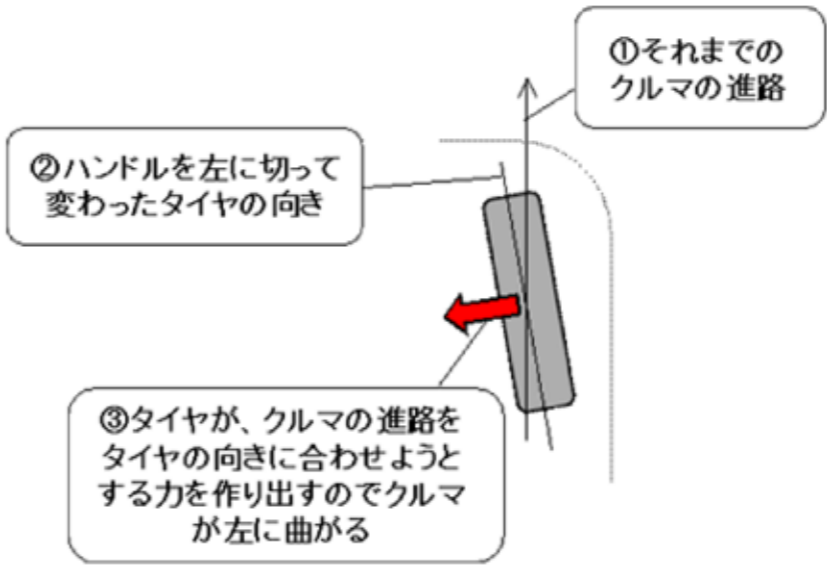 ①それまでの
クルマの進路
②ハンドルを左に切って
変わったタイヤの向き
③タイヤが、クルマの進路を
タイヤの向きに合わせようと
する力を作り出すのでクルマ
が左に曲がる